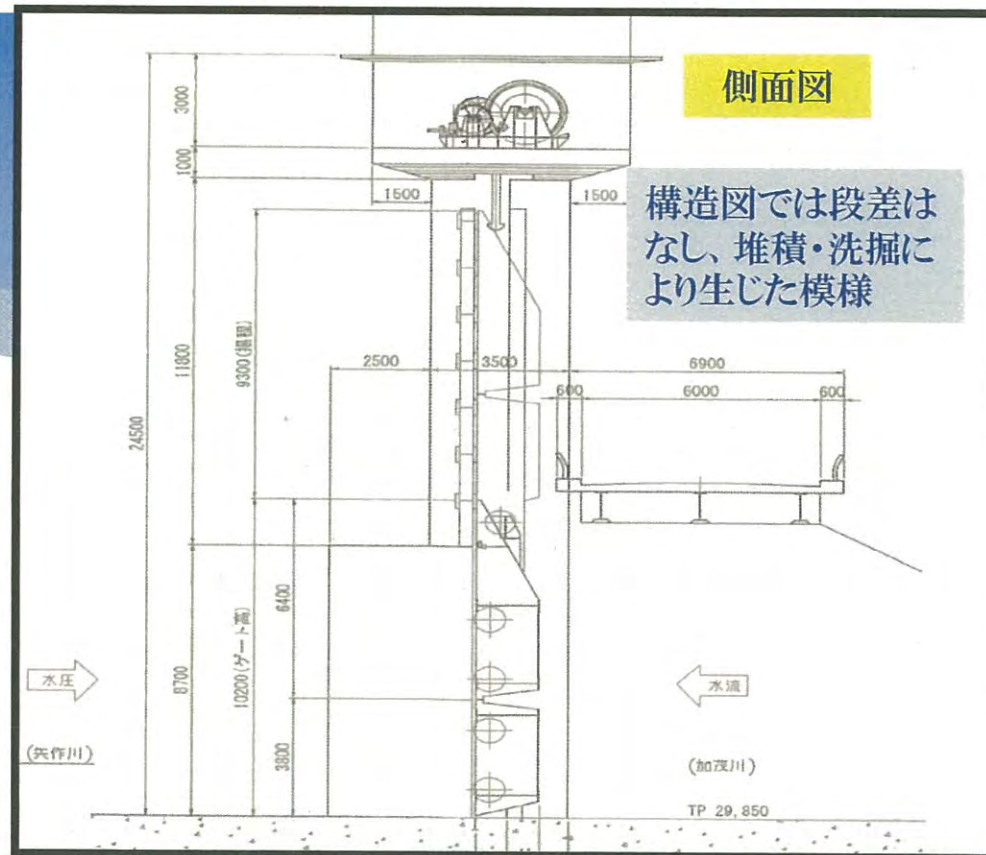 側面図
構造図では段差は
なし、堆積・洗掘に
より生じた模様
3000
1000
1500
1500
11800
24500
9300(揚程)
2500
3500
6900
600
6000
600
6400
10200(ゲート高)
8700
3800
水圧
水流
(矢作川)
(加茂川)
TP 29,850